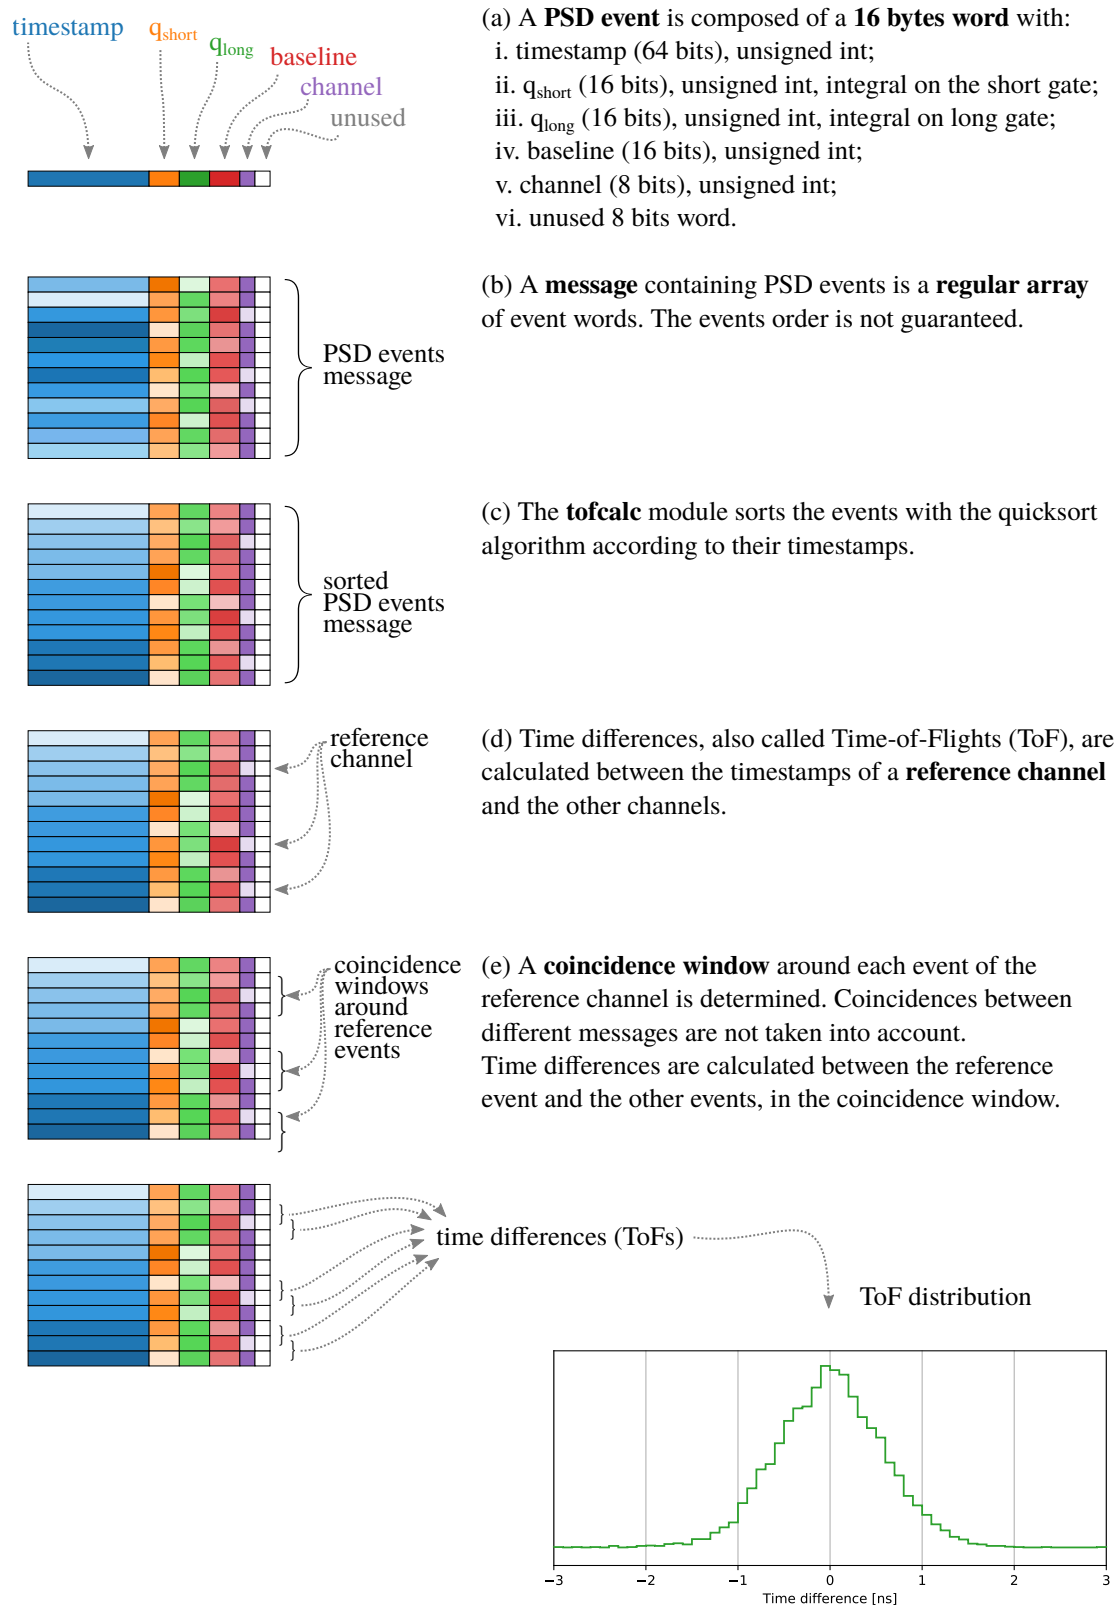 timestamp
q_short
q_long
baseline
channel
unused
(a) A PSD event is composed of a 16 bytes word with:
i. timestamp (64 bits), unsigned int;
ii. q_short (16 bits), unsigned int, integral on the short gate;
iii. q_long (16 bits), unsigned int, integral on long gate;
iv. baseline (16 bits), unsigned int;
v. channel (8 bits), unsigned int;
vi. unused 8 bits word.
PSD events
message
(b) A message containing PSD events is a regular array
of event words. The events order is not guaranteed.
sorted
PSD events
message
(c) The tofcalc module sorts the events with the quicksort
algorithm according to their timestamps.
reference
channel
(d) Time differences, also called Time-of-Flights (ToF), are
calculated between the timestamps of a reference channel
and the other channels.
coincidence
windows
around
reference
events
(e) A coincidence window around each event of the
reference channel is determined. Coincidences between
different messages are not taken into account.
Time differences are calculated between the reference
event and the other events, in the coincidence window.
time differences (ToFs)
ToF distribution
−3 −2 −1 0 1 2 3
Time difference [ns]